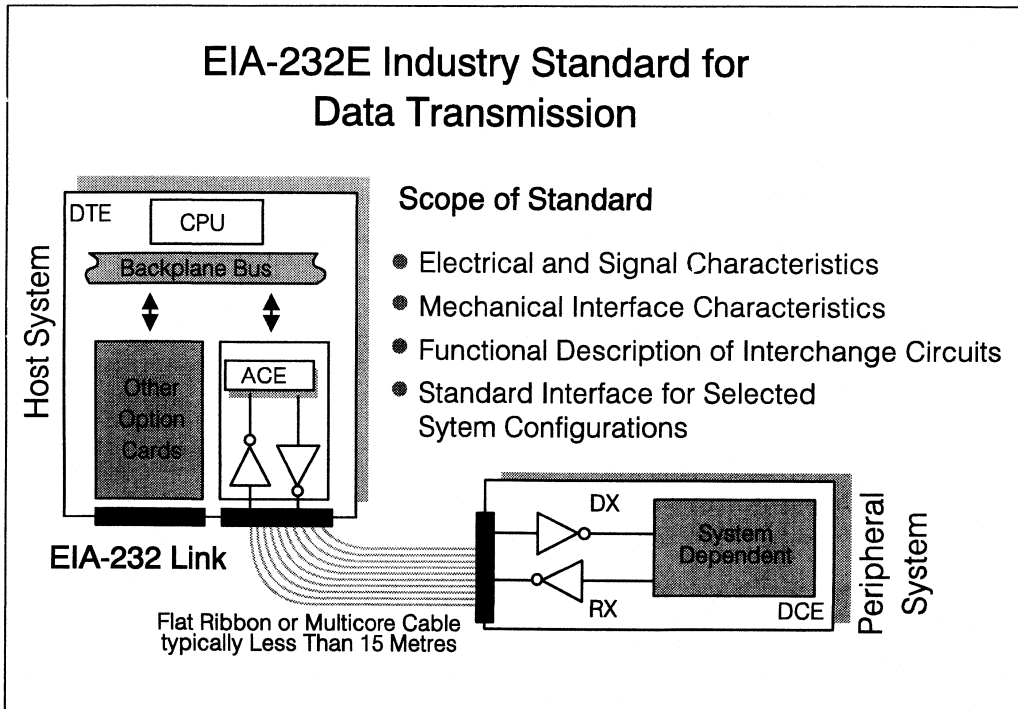 EIA-232E Industry Standard for
Data Transmission
Host System
DTE
CPU
Backplane Bus
Other
Option
Cards
ACE
EIA-232 Link
Flat Ribbon or Multicore Cable
typically Less Than 15 Metres
Scope of Standard
Electrical and Signal Characteristics
Mechanical Interface Characteristics
Functional Description of Interchange Circuits
Standard Interface for Selected
Sytem Configurations
DX
RX
System
Dependent
DCE
Peripheral
System